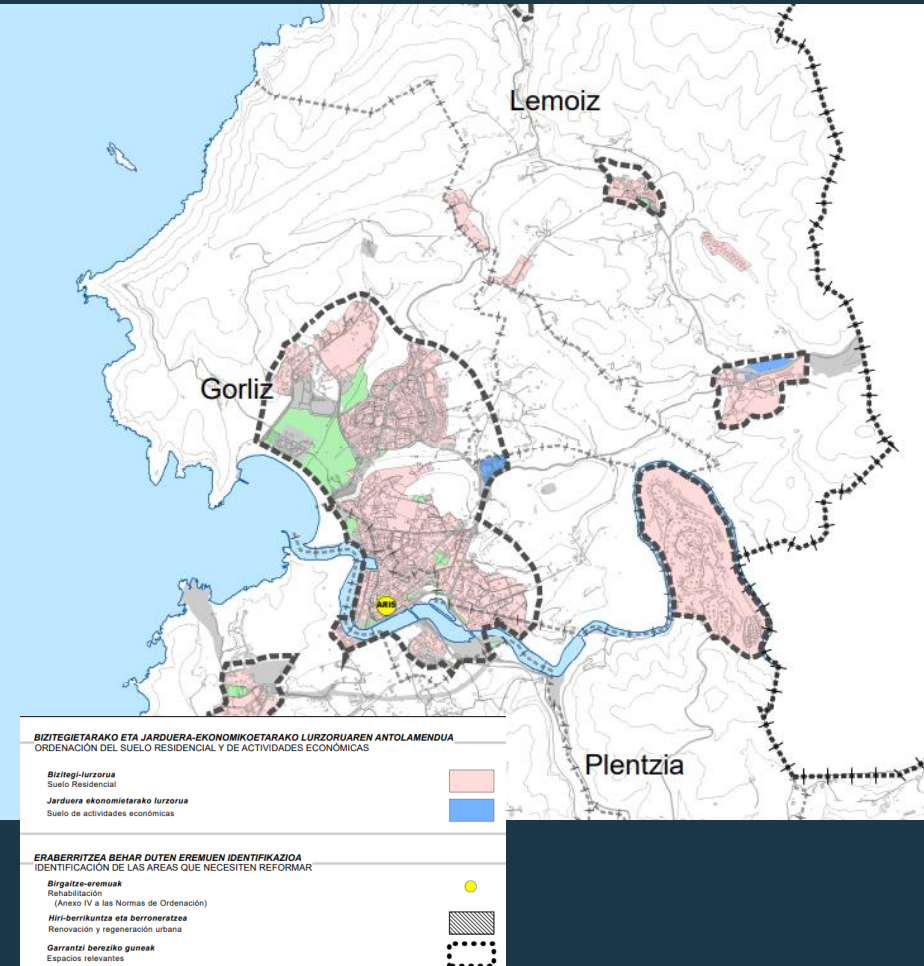 Lemoiz
Gorliz
ARIS
Plentzia
BIZITEGIETARAKO ETA JARDUERA-EKONOMIKOETARAKO LURZORUAREN ANTOLAMENDUA
ORDENACIÓN DEL SUELO RESIDENCIAL Y DE ACTIVIDADES ECONÓMICAS
Bizitegi-lurzorua
Suelo Residencial
Jarduera ekonomietarako lurzorua
Suelo de actividades económicas
ERABERRITZEA BEHAR DUTEN EREMUEN IDENTIFIKAZIOA
IDENTIFICACIÓN DE LAS AREAS QUE NECESITEN REFORMAR
Birgaitze-eremuak
Rehabilitación
(Anexo IV a las Normas de Ordenación)
Hiri-berrikuntza eta berroneratzea
Renovación y regeneración urbana
Garrantzi bereziko guneak
Espacios relevantes